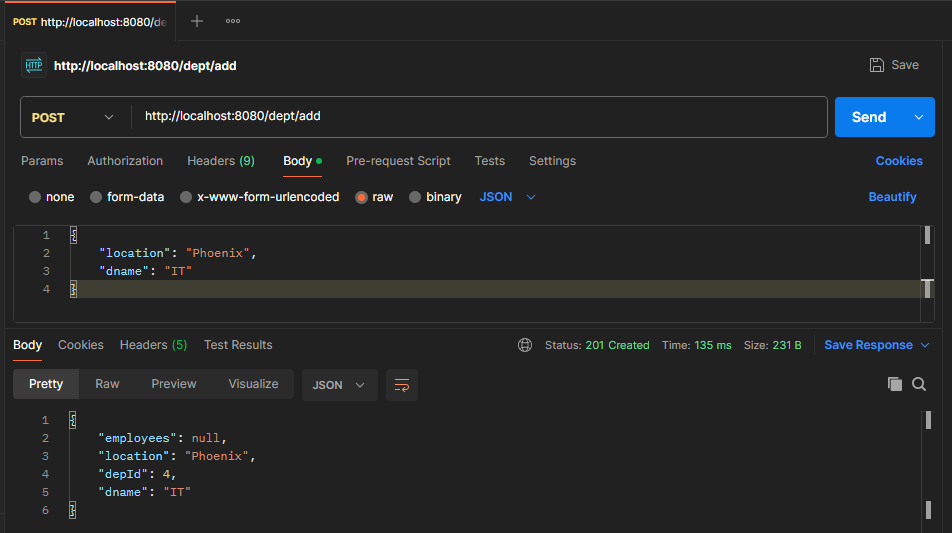 POST http://localhost:8080/de
HTTP http://localhost:8080/dept/add Save
POST http://localhost:8080/dept/add Send
Params Authorization Headers (9) Body Pre-request Script Tests Settings Cookies
none form-data x-www-form-urlencoded raw binary JSON Beautify
1 {
2 "location": "Phoenix",
3 "dname": "IT"
4 }
Body Cookies Headers (5) Test Results Status: 201 Created Time: 135 ms Size: 231 B Save Response
Pretty Raw Preview Visualize JSON
1 {
2 "employees": null,
3 "location": "Phoenix",
4 "depId": 4,
5 "dname": "IT"
6 }